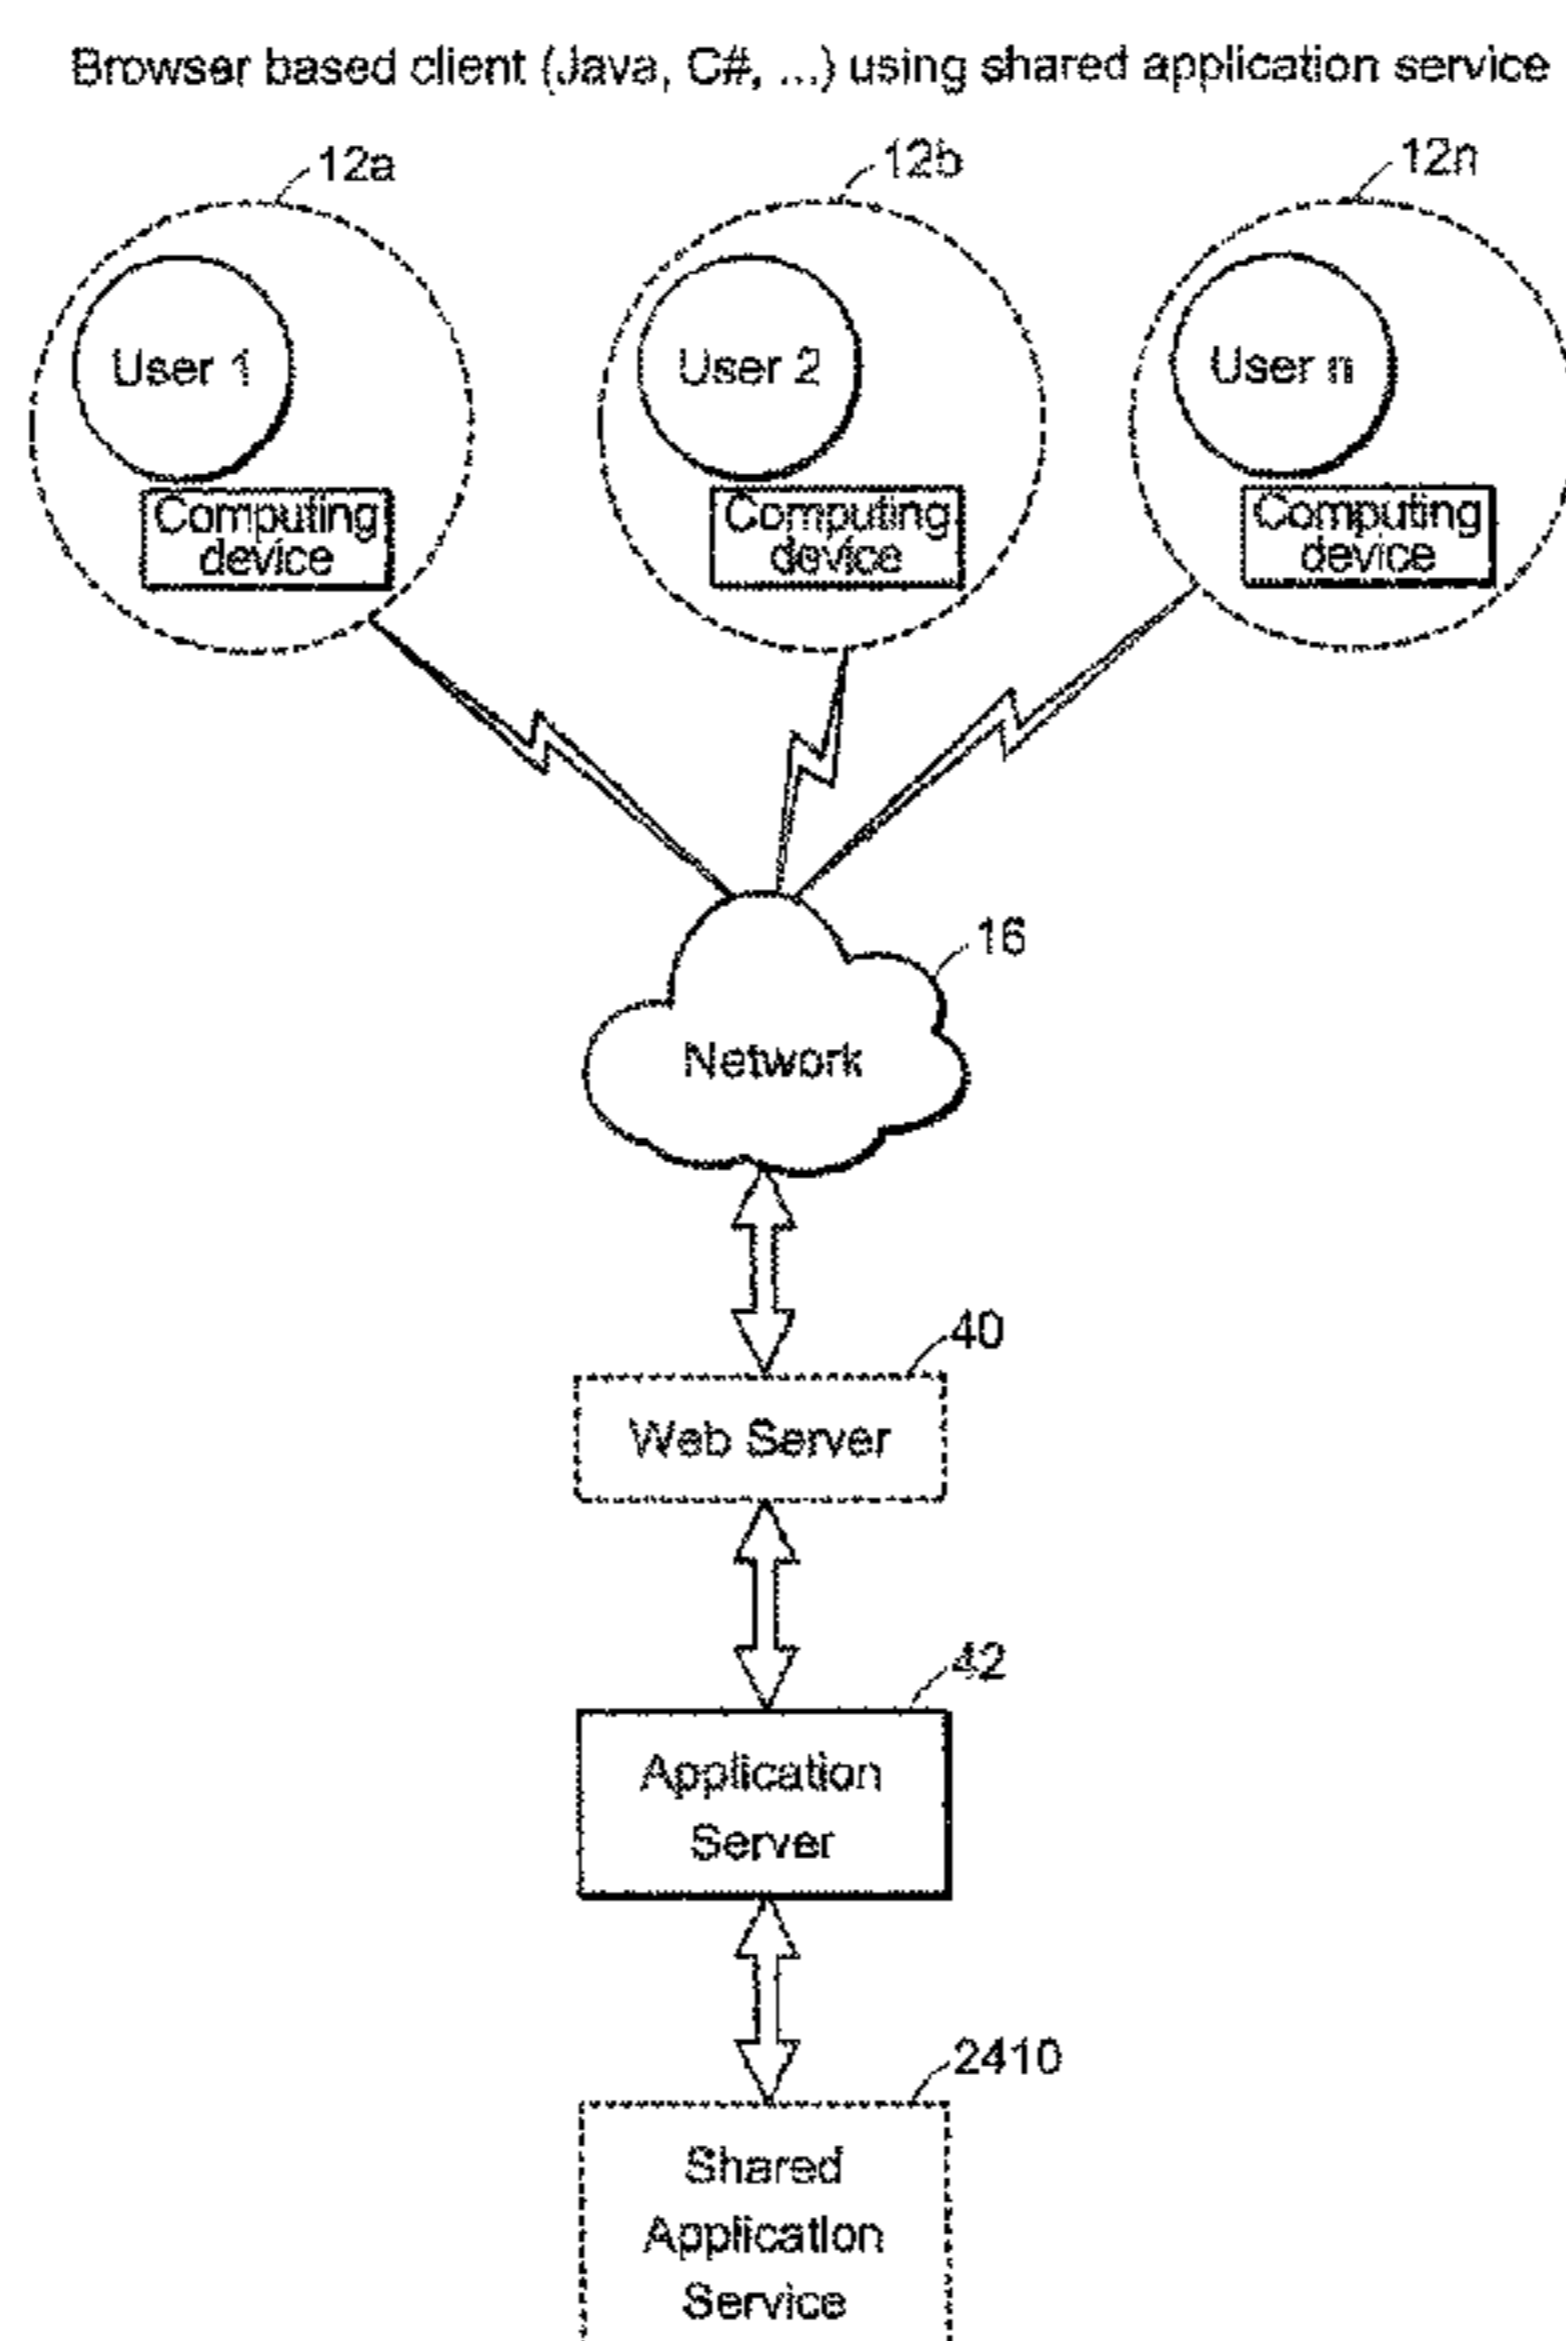 Browser based client (Java, C#, ...) using shared application service
12a
12b
12n
User 1
User 2
User n
Computing
device
Computing
device
Computing
device
16
Network
40
Web Server
42
Application
Server
2410
Shared
Application
Service